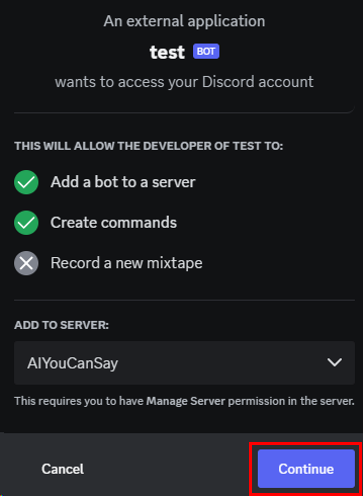 An external application
test BOT
wants to access your Discord account
THIS WILL ALLOW THE DEVELOPER OF TEST TO:
Add a bot to a server
Create commands
Record a new mixtape
ADD TO SERVER:
AIYouCanSay
This requires you to have Manage Server permission in the server.
Cancel
Continue